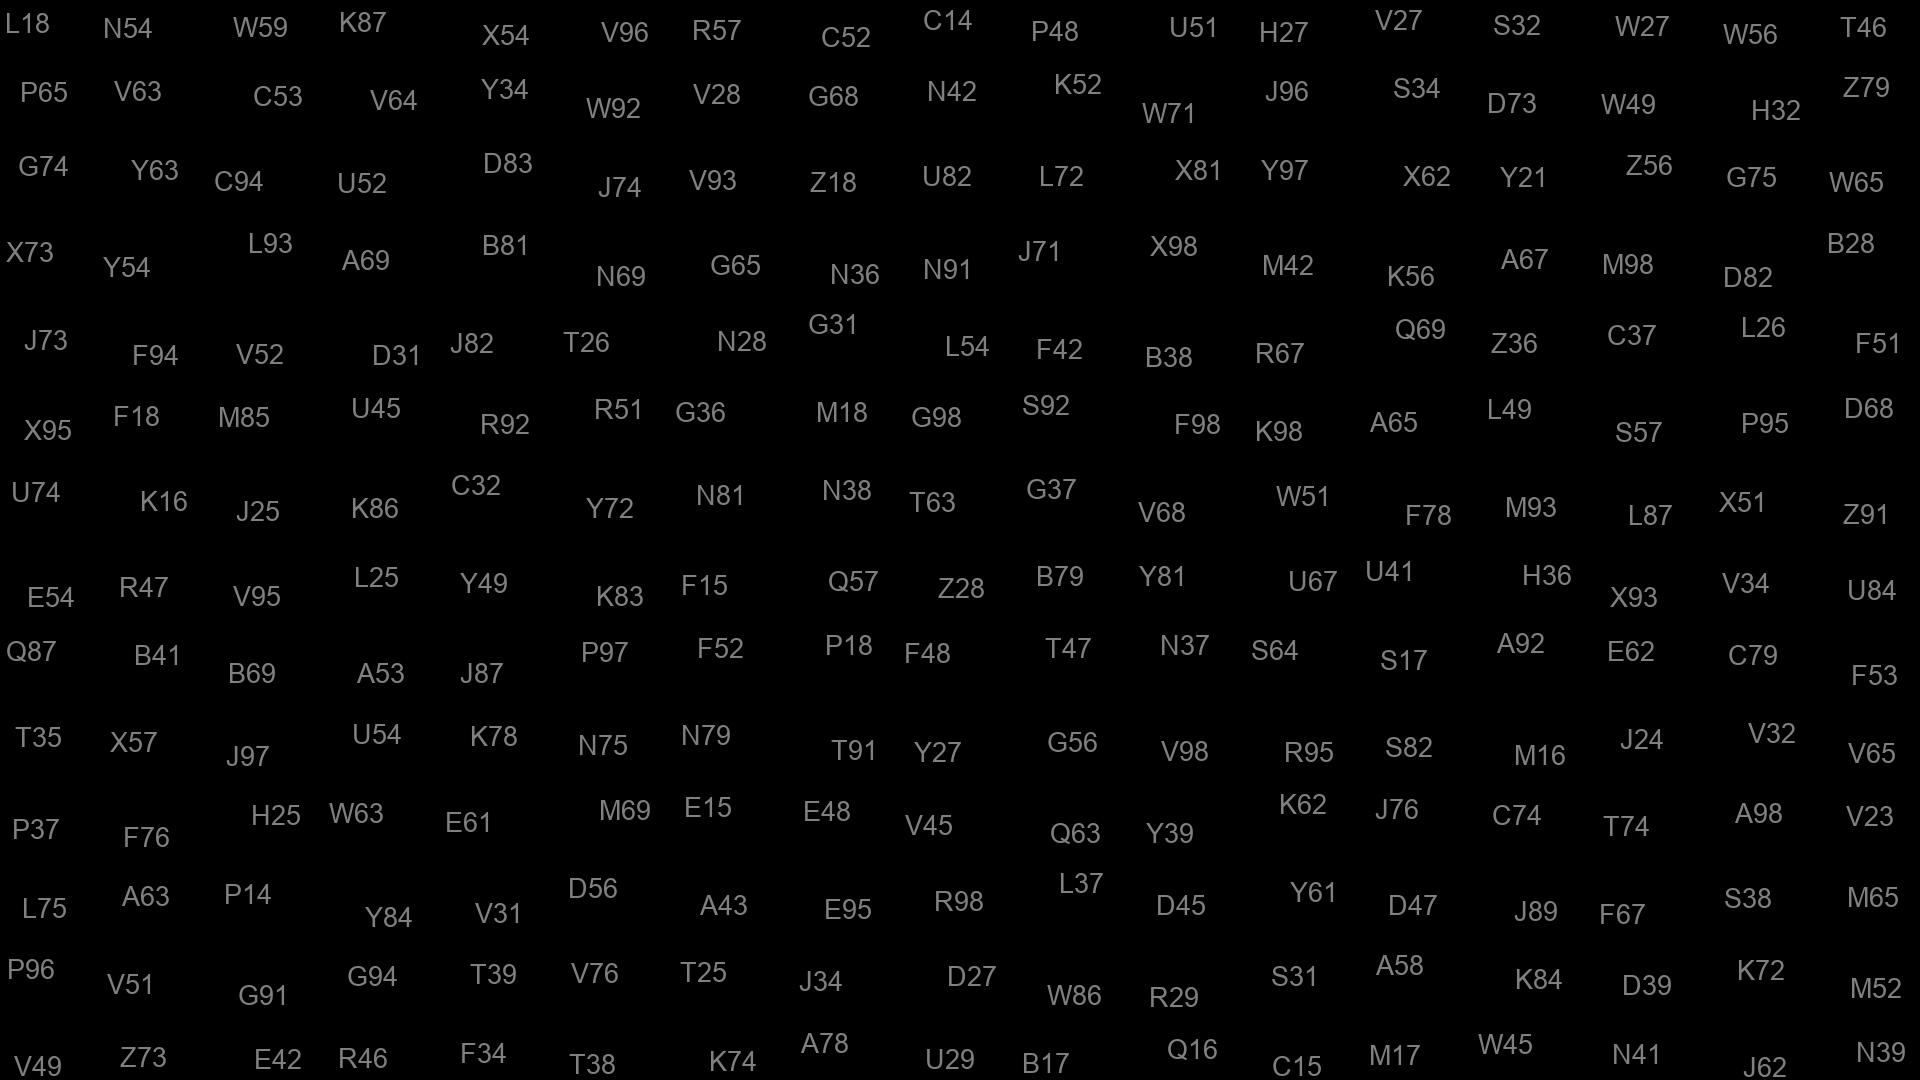 L18 N54 W59 K87 X54 V96 R57 C52 C14 P48 U51 H27 V27 S32 W27 W56 T46
P65 V63 C53 V64 Y34 W92 V28 G68 N42 K52 W71 J96 S34 D73 W49 H32 Z79
G74 Y63 C94 U52 D83 J74 V93 Z18 U82 L72 X81 Y97 X62 Y21 Z56 G75 W65
X73 Y54 L93 A69 B81 N69 G65 N36 N91 J71 X98 M42 K56 A67 M98 D82 B28
J73 F94 V52 D31 J82 T26 N28 G31 L54 F42 B38 R67 Q69 Z36 C37 L26 F51
X95 F18 M85 U45 R92 R51 G36 M18 G98 S92 F98 K98 A65 L49 S57 P95 D68
U74 K16 J25 K86 C32 Y72 N81 N38 T63 G37 V68 W51 F78 M93 L87 X51 Z91
E54 R47 V95 L25 Y49 K83 F15 Q57 Z28 B79 Y81 U67 U41 H36 X93 V34 U84
Q87 B41 B69 A53 J87 P97 F52 P18 F48 T47 N37 S64 S17 A92 E62 C79 F53
T35 X57 J97 U54 K78 N75 N79 T91 Y27 G56 V98 R95 S82 M16 J24 V32 V65
P37 F76 H25 W63 E61 M69 E15 E48 V45 Q63 Y39 K62 J76 C74 T74 A98 V23
L75 A63 P14 Y84 V31 D56 A43 E95 R98 L37 D45 Y61 D47 J89 F67 S38 M65
P96 V51 G91 G94 T39 V76 T25 J34 D27 W86 R29 S31 A58 K84 D39 K72 M52
V49 Z73 E42 R46 F34 T38 K74 A78 U29 B17 Q16 C15 M17 W45 N41 J62 N39